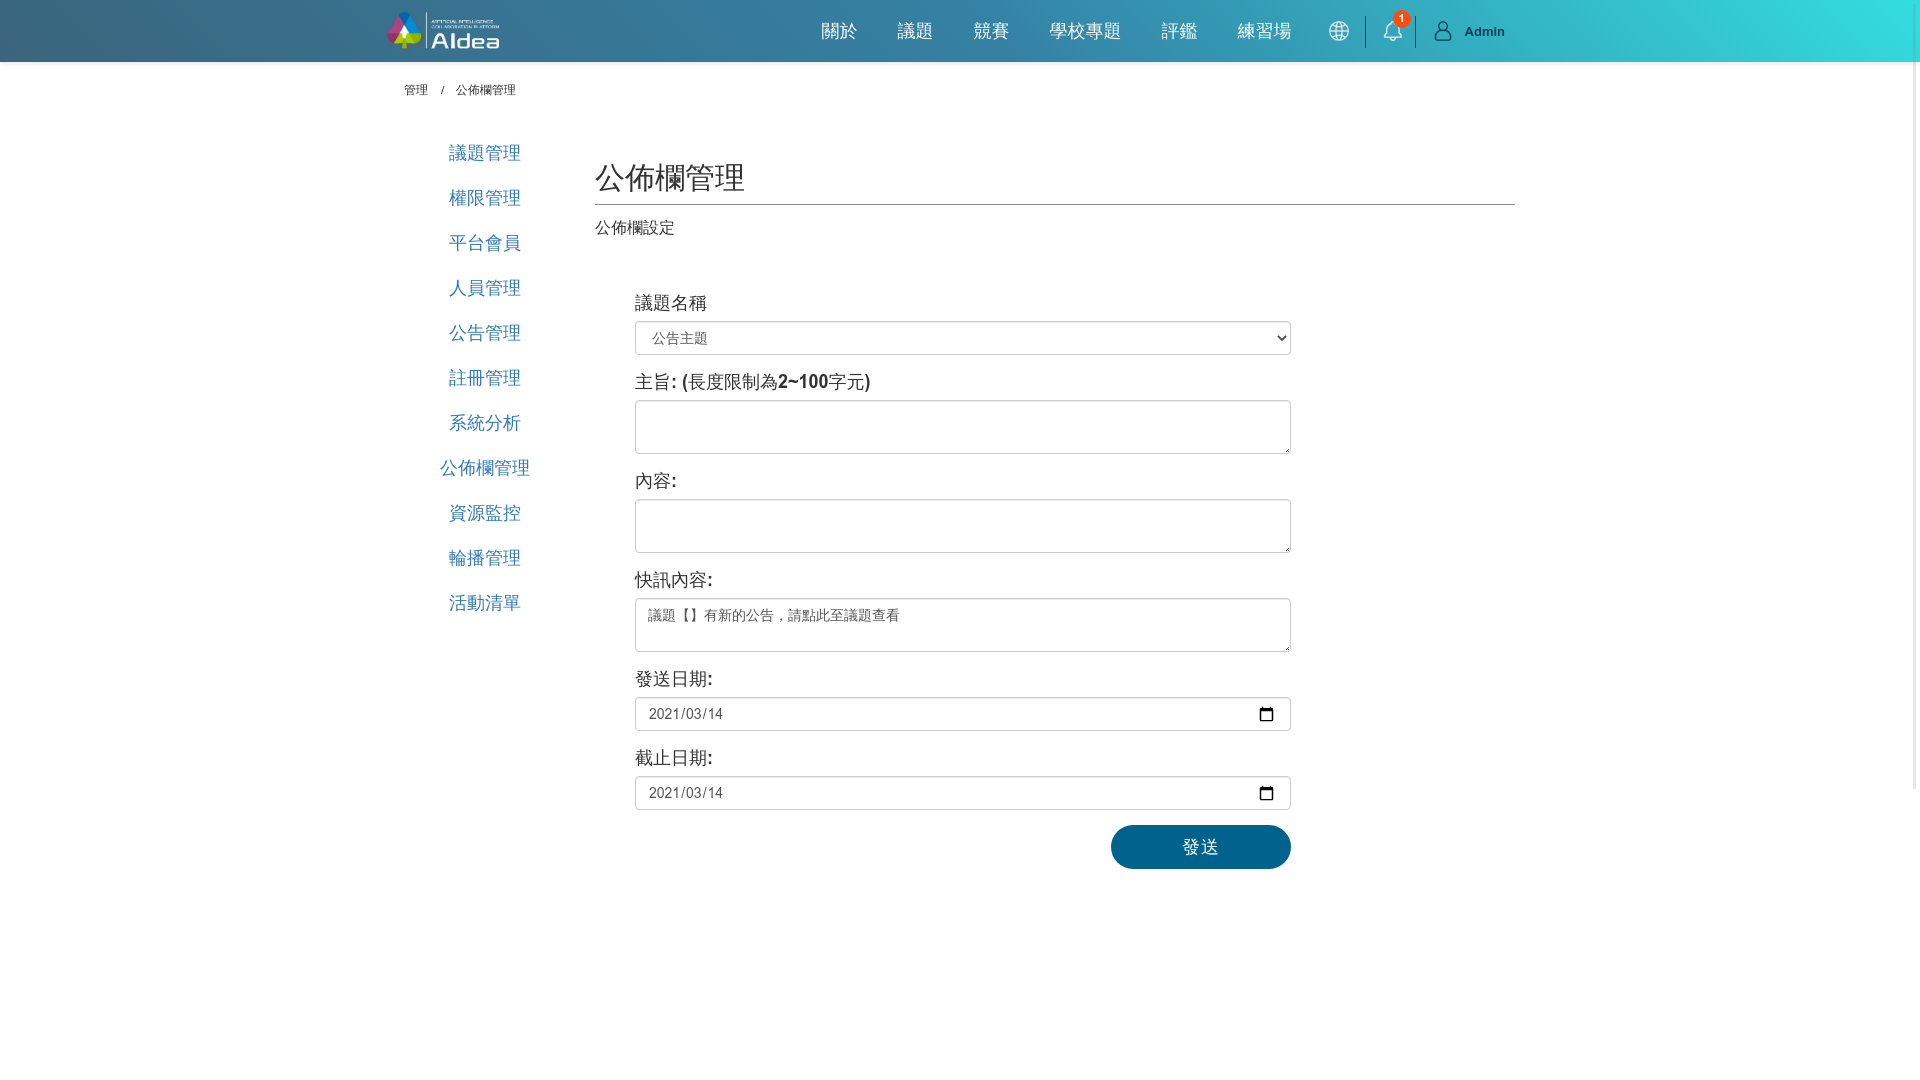 ARTIFICIAL INTELLIGENCE
COLLABORATION PLATFORM
AIdea
關於 議題 競賽 學校專題 評鑑 練習場 1 Admin
管理 / 公佈欄管理
議題管理
權限管理
平台會員
人員管理
公告管理
註冊管理
系統分析
公佈欄管理
資源監控
輪播管理
活動清單
公佈欄管理
公佈欄設定
議題名稱
公告主題
主旨: (長度限制為2~100字元)
內容:
快訊內容:
議題【】有新的公告，請點此至議題查看
發送日期:
2021/03/14
截止日期:
2021/03/14
發送